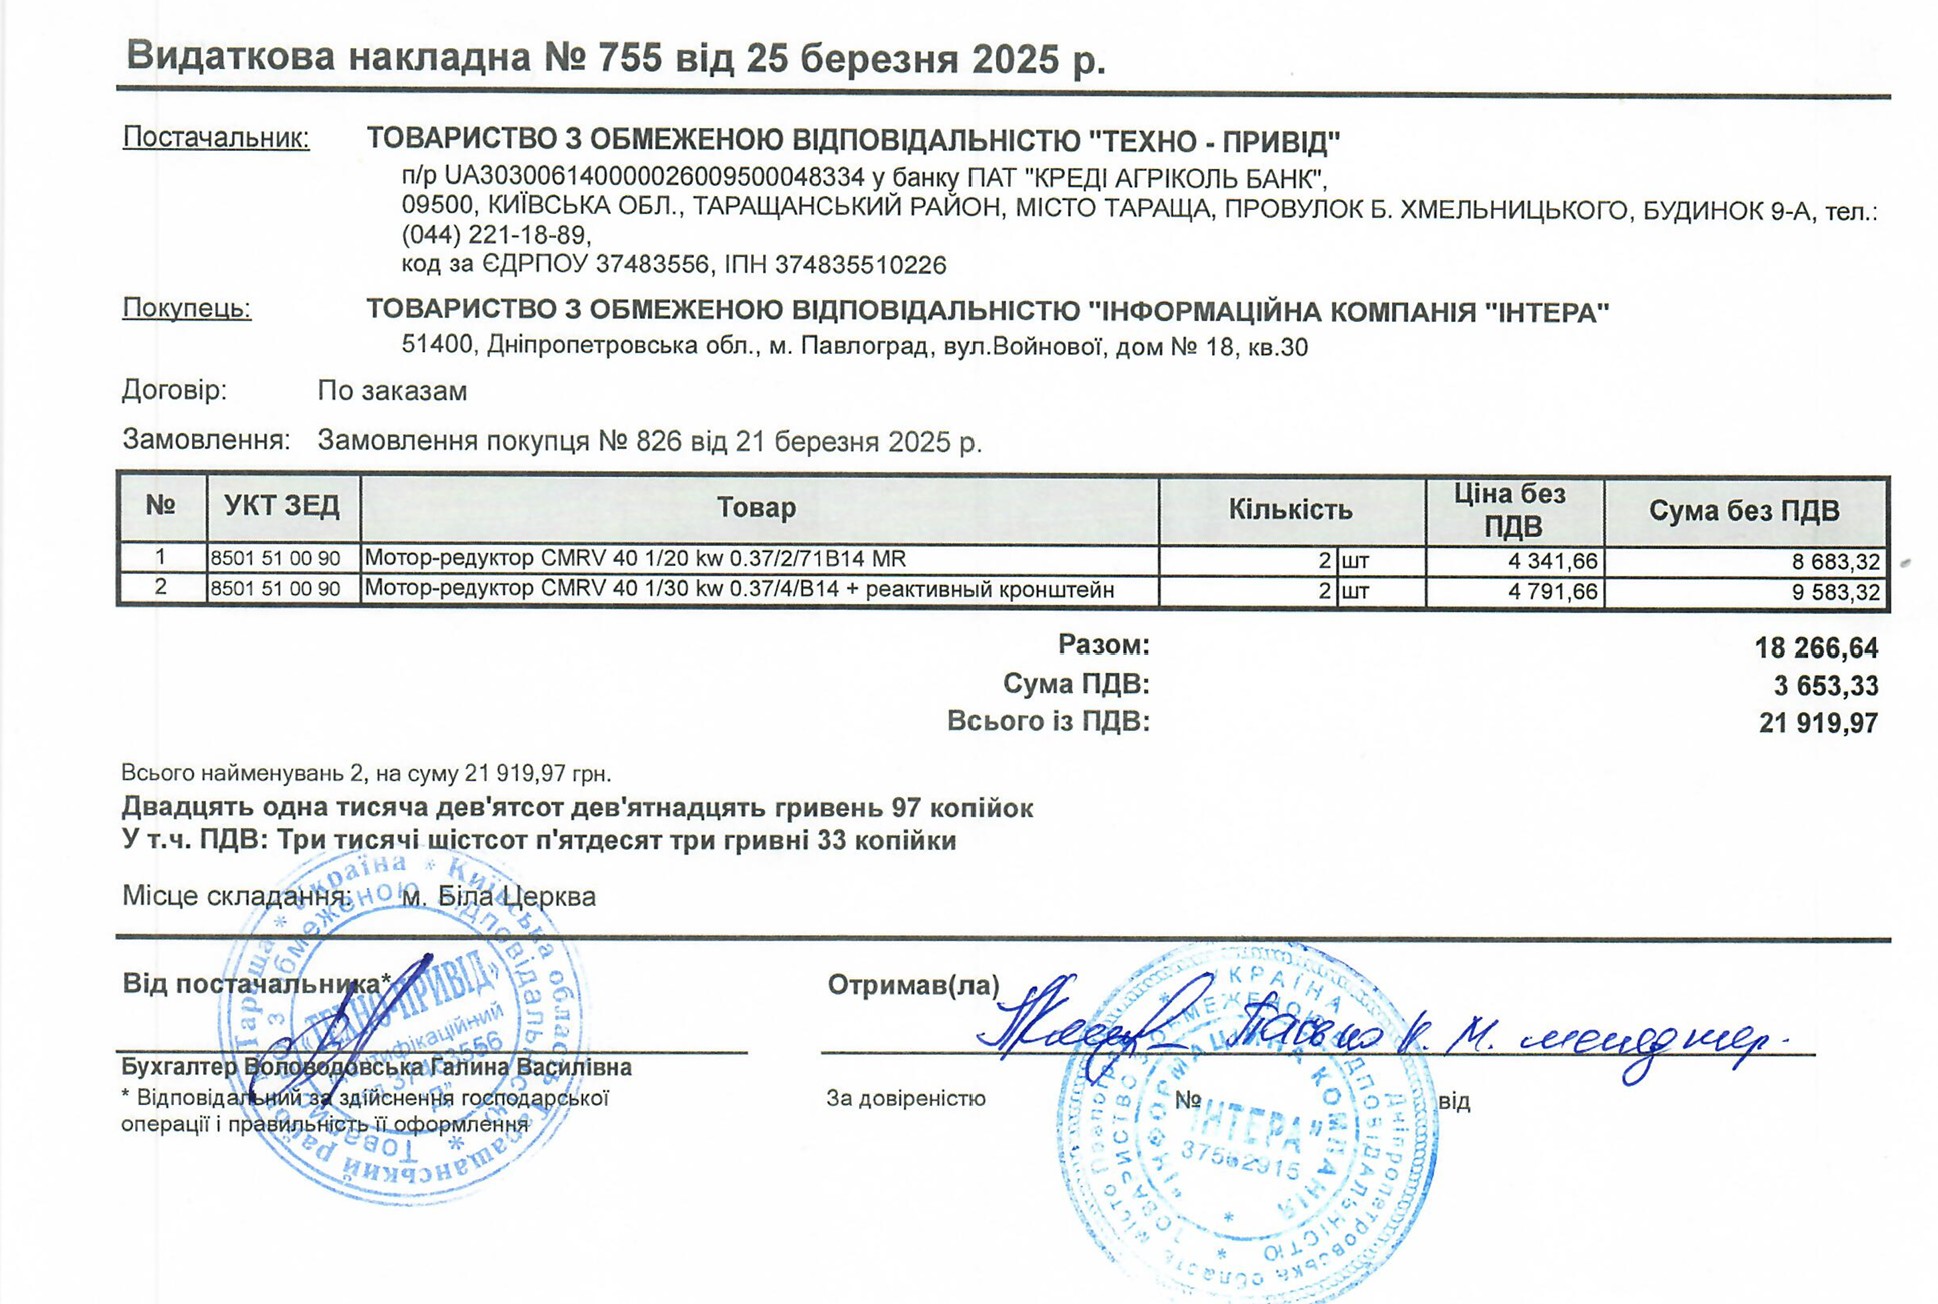 Видаткова накладна № 755 від 25 березня 2025 р.
Постачальник: ТОВАРИСТВО З ОБМЕЖЕНОЮ ВІДПОВІДАЛЬНІСТЮ "ТЕХНО - ПРИВІД"
п/р UA303006140000026009500048334 у банку ПАТ "КРЕДІ АГРІКОЛЬ БАНК",
09500, КИЇВСЬКА ОБЛ., ТАРАЩАНСЬКИЙ РАЙОН, МІСТО ТАРАЩА, ПРОВУЛОК Б. ХМЕЛЬНИЦЬКОГО, БУДИНОК 9-А, тел.:
(044) 221-18-89,
код за ЄДРПОУ 37483556, ІПН 374835510226
Покупець: ТОВАРИСТВО З ОБМЕЖЕНОЮ ВІДПОВІДАЛЬНІСТЮ "ІНФОРМАЦІЙНА КОМПАНІЯ "ІНТЕРА"
51400, Дніпропетровська обл., м. Павлоград, вул.Войнової, дом № 18, кв.30
Договір: По заказам
Замовлення: Замовлення покупця № 826 від 21 березня 2025 р.
№ УКТ ЗЕД Товар Кількість Ціна без ПДВ Сума без ПДВ
1 8501 51 00 90 Мотор-редуктор CMRV 40 1/20 kw 0.37/2/71B14 MR 2 шт 4 341,66 8 683,32
2 8501 51 00 90 Мотор-редуктор CMRV 40 1/30 kw 0.37/4/B14 + реактивный кронштейн 2 шт 4 791,66 9 583,32
Разом: 18 266,64
Сума ПДВ: 3 653,33
Всього із ПДВ: 21 919,97
Всього найменувань 2, на суму 21 919,97 грн.
Двадцять одна тисяча дев'ятсот дев'ятнадцять гривень 97 копійок
У т.ч. ПДВ: Три тисячі шістсот п'ятдесят три гривні 33 копійки
Місце складання: м. Біла Церква
Від постачальника* Отримав(ла)
К. М. менеджер.
Бухгалтер Воловодовська Галина Василівна
* Відповідальний за здійснення господарської
операції і правильність її оформлення
За довіреністю № від
* Україна * Київська область * Таращанський район
з обмеженою відповідальністю
«ТЕХНО-ПРИВІД»
УКРАЇНА
Дніпропетровська область місто Павлоград
ТОВАРИСТВО З ОБМЕЖЕНОЮ ВІДПОВІДАЛЬНІСТЮ
"ІНФОРМАЦІЙНА КОМПАНІЯ
ІНТЕРА"